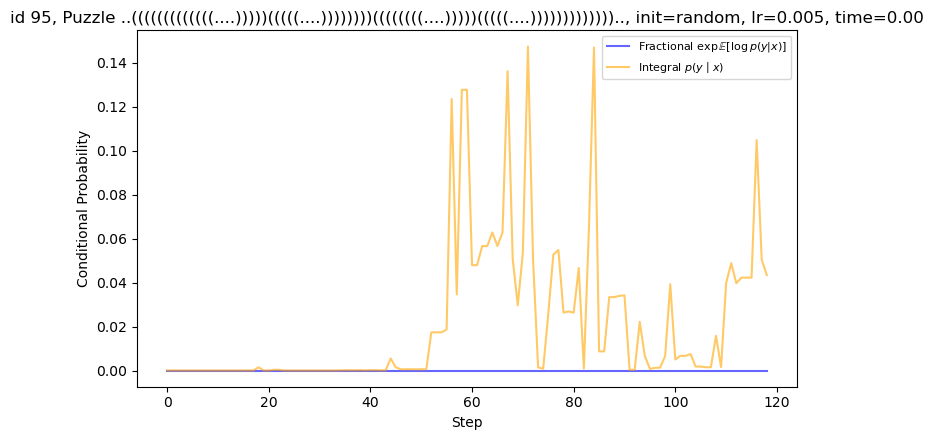 id 95, Puzzle ..(((((((((((((....)))))(((((....))))))))((((((((....)))))(((((....))))))))))))).., init=random, lr=0.005, time=0.00
Fractional exp𝔼[log p(y|x)]
Integral p(y | x)
Conditional Probability
0.14
0.12
0.10
0.08
0.06
0.04
0.02
0.00
0 20 40 60 80 100 120
Step